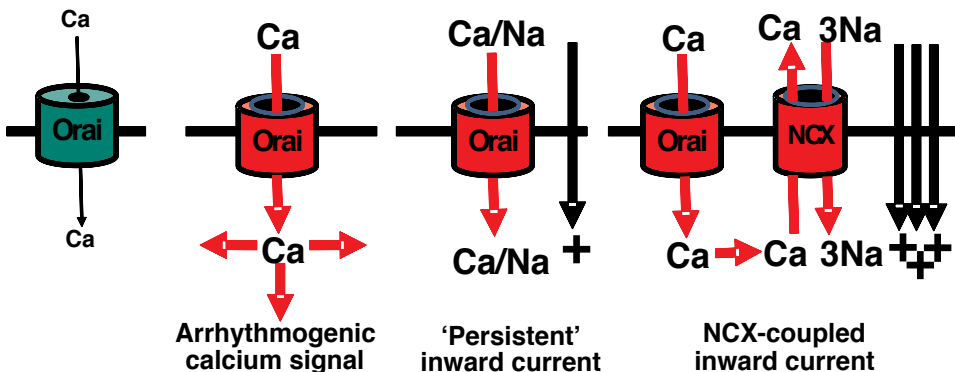 Ca
Orai
Ca
Ca
Orai
Ca
Arrhythmogenic
calcium signal
Ca/Na
Orai
Ca/Na
+
‘Persistent’
inward current
Ca
Ca 3Na
Orai
NCX
Ca
Ca 3Na
+++
NCX-coupled
inward current